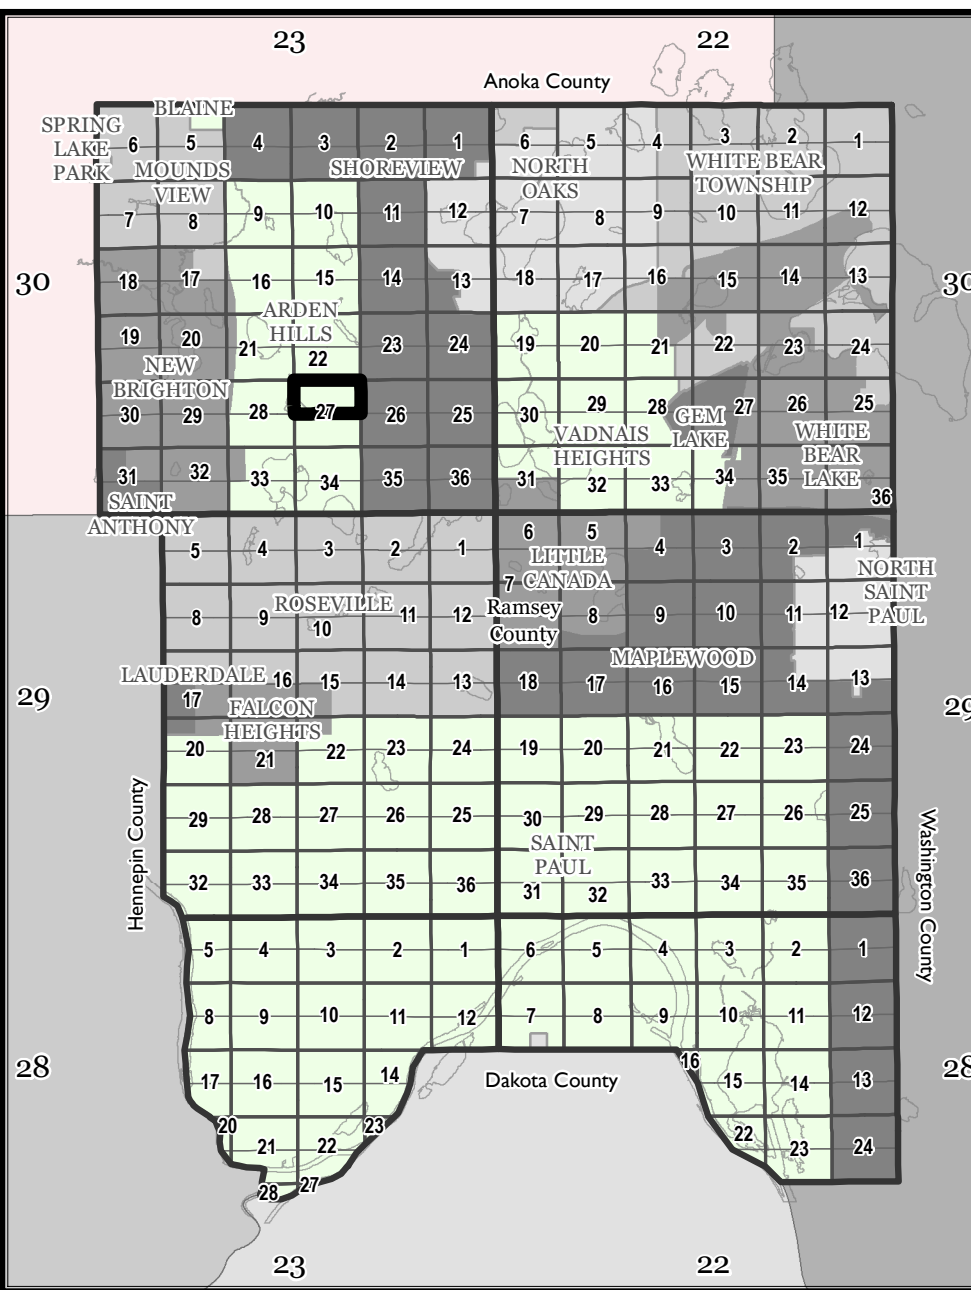 23 22
Anoka County
BLAINE
SPRING
LAKE
PARK
6 5 4 3 2 1 6 5 4 3 2 1
MOUNDS
VIEW
SHOREVIEW
NORTH
OAKS
WHITE BEAR
TOWNSHIP
7 8 9 10 11 12 7 8 9 10 11 12
30 18 17 16 15 14 13 18 17 16 15 14 13 30
ARDEN
HILLS
19 20 21 22 23 24 19 20 21 22 23 24
NEW
BRIGHTON
30 29 28 27 26 25 30 29 28 27 26 25
GEM
LAKE
VADNAIS
HEIGHTS
WHITE
BEAR
LAKE
31 32 33 34 35 36 31 32 33 34 35 36
SAINT
ANTHONY
5 4 3 2 1 6 5 4 3 2 1
LITTLE
CANADA
NORTH
SAINT
PAUL
ROSEVILLE
Ramsey
County
8 9 10 11 12 7 8 9 10 11 12
MAPLEWOOD
LAUDERDALE
29 17 16 15 14 13 18 17 16 15 14 13 29
FALCON
HEIGHTS
20 21 22 23 24 19 20 21 22 23 24
Hennepin County
29 28 27 26 25 30 29 28 27 26 25
Washington County
SAINT
PAUL
32 33 34 35 36 31 32 33 34 35 36
5 4 3 2 1 6 5 4 3 2 1
8 9 10 11 12 7 8 9 10 11 12
28 17 16 15 14 16 15 14 13 28
Dakota County
20 21 22 23 22 23 24
28 27
23 22